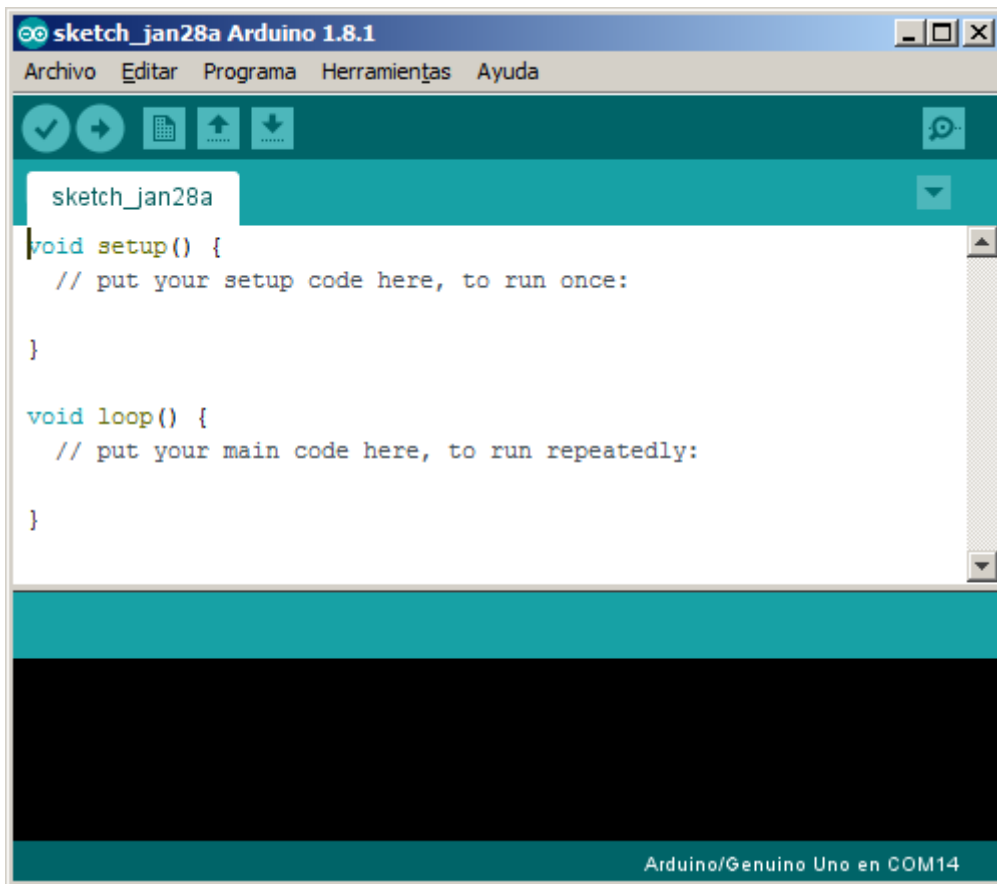 sketch_jan28a Arduino 1.8.1
Archivo Editar Programa Herramientas Ayuda
sketch_jan28a
void setup() {
  // put your setup code here, to run once:
}
void loop() {
  // put your main code here, to run repeatedly:
}
Arduino/Genuino Uno en COM14